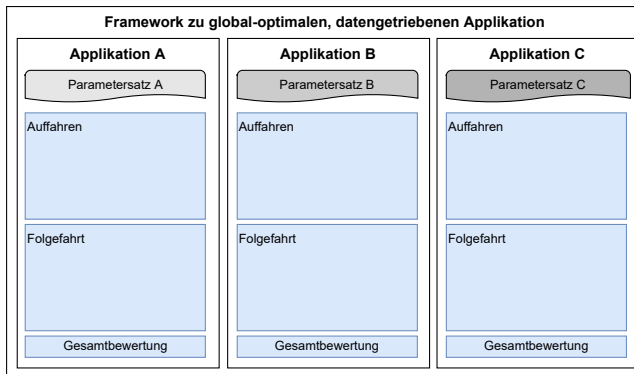 Framework zu global-optimalen, datengetriebenen Applikation
Applikation A
Parametersatz A
Auffahren
Folgefahrt
Gesamtbewertung
Applikation B
Parametersatz B
Auffahren
Folgefahrt
Gesamtbewertung
Applikation C
Parametersatz C
Auffahren
Folgefahrt
Gesamtbewertung